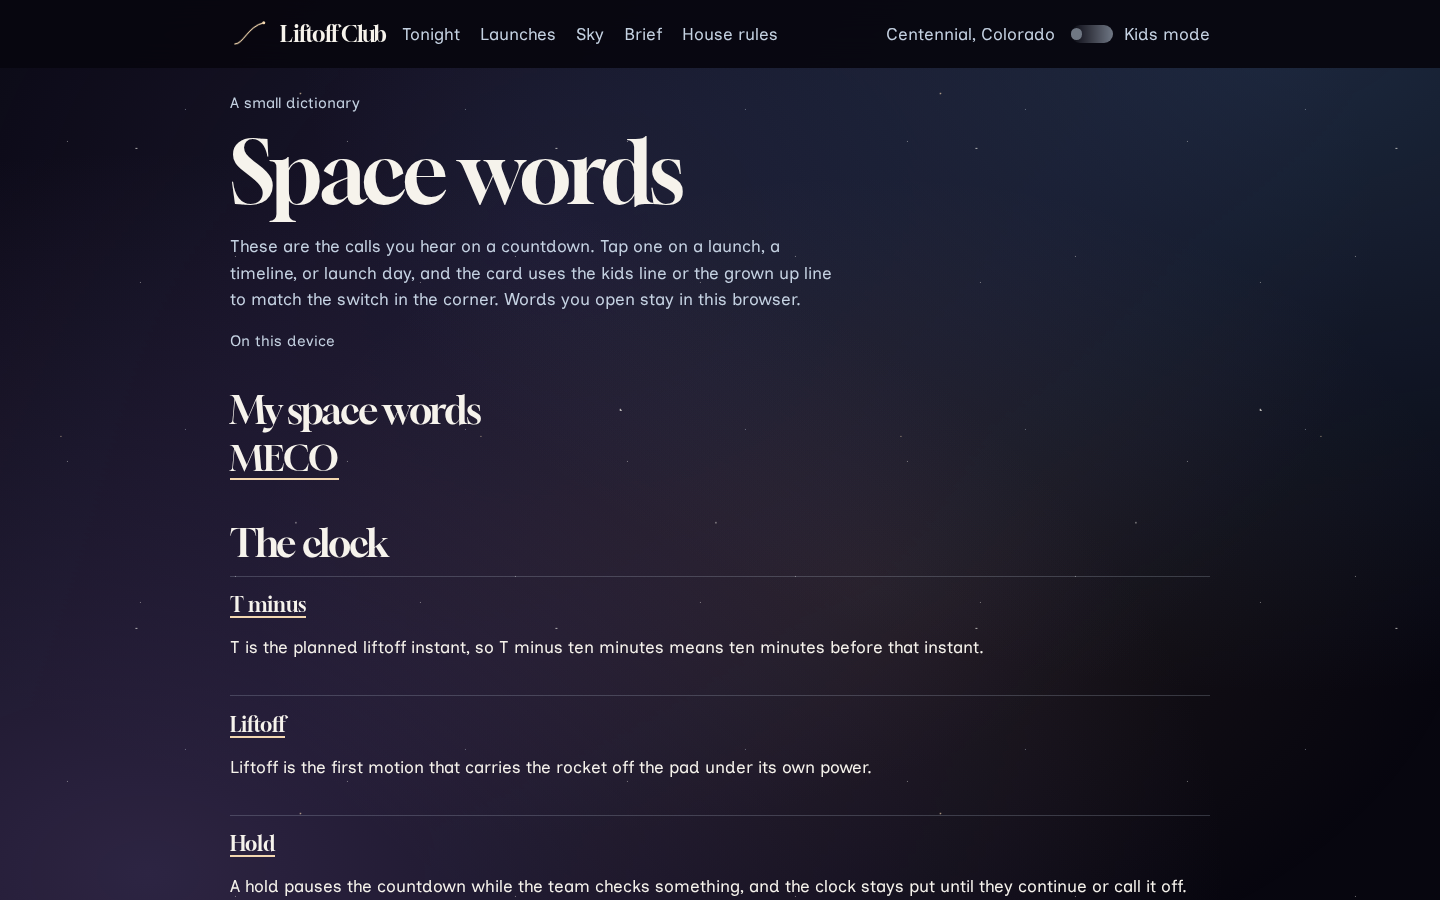 Liftoff Club Tonight Launches Sky Brief House rules Centennial, Colorado Kids mode
A small dictionary
Space words
These are the calls you hear on a countdown. Tap one on a launch, a
timeline, or launch day, and the card uses the kids line or the grown up line
to match the switch in the corner. Words you open stay in this browser.
On this device
My space words
MECO
The clock
T minus
T is the planned liftoff instant, so T minus ten minutes means ten minutes before that instant.
Liftoff
Liftoff is the first motion that carries the rocket off the pad under its own power.
Hold
A hold pauses the countdown while the team checks something, and the clock stays put until they continue or call it off.